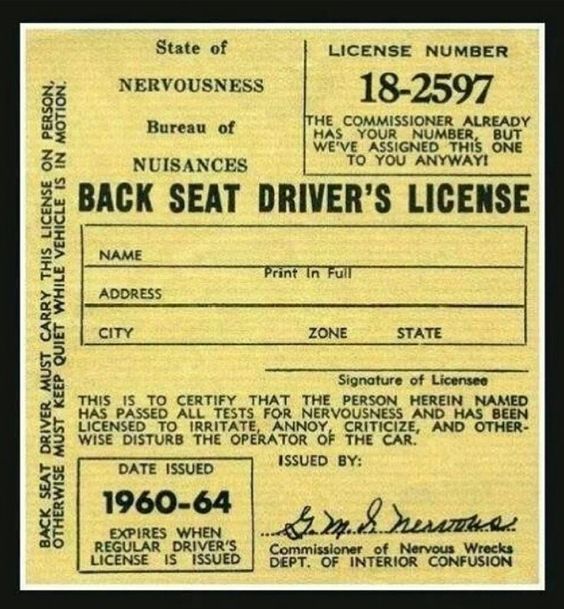 State of
NERVOUSNESS
Bureau of
NUISANCES
LICENSE NUMBER
18-2597
THE COMMISSIONER ALREADY
HAS YOUR NUMBER, BUT
WE'VE ASSIGNED THIS ONE
TO YOU ANYWAY!
BACK SEAT DRIVER'S LICENSE
NAME
Print In Full
ADDRESS
CITY ZONE STATE
Signature of Licensee
THIS IS TO CERTIFY THAT THE PERSON HEREIN NAMED
HAS PASSED ALL TESTS FOR NERVOUSNESS AND HAS BEEN
LICENSED TO IRRITATE, ANNOY, CRITICIZE, AND OTHER-
WISE DISTURB THE OPERATOR OF THE CAR.
DATE ISSUED
1960-64
EXPIRES WHEN
REGULAR DRIVER'S
LICENSE IS ISSUED
ISSUED BY:
G. M. I. Nervous
Commissioner of Nervous Wrecks
DEPT. OF INTERIOR CONFUSION
BACK SEAT DRIVER MUST CARRY THIS LICENSE ON PERSON,
OTHERWISE MUST KEEP QUIET WHILE VEHICLE IS IN MOTION.